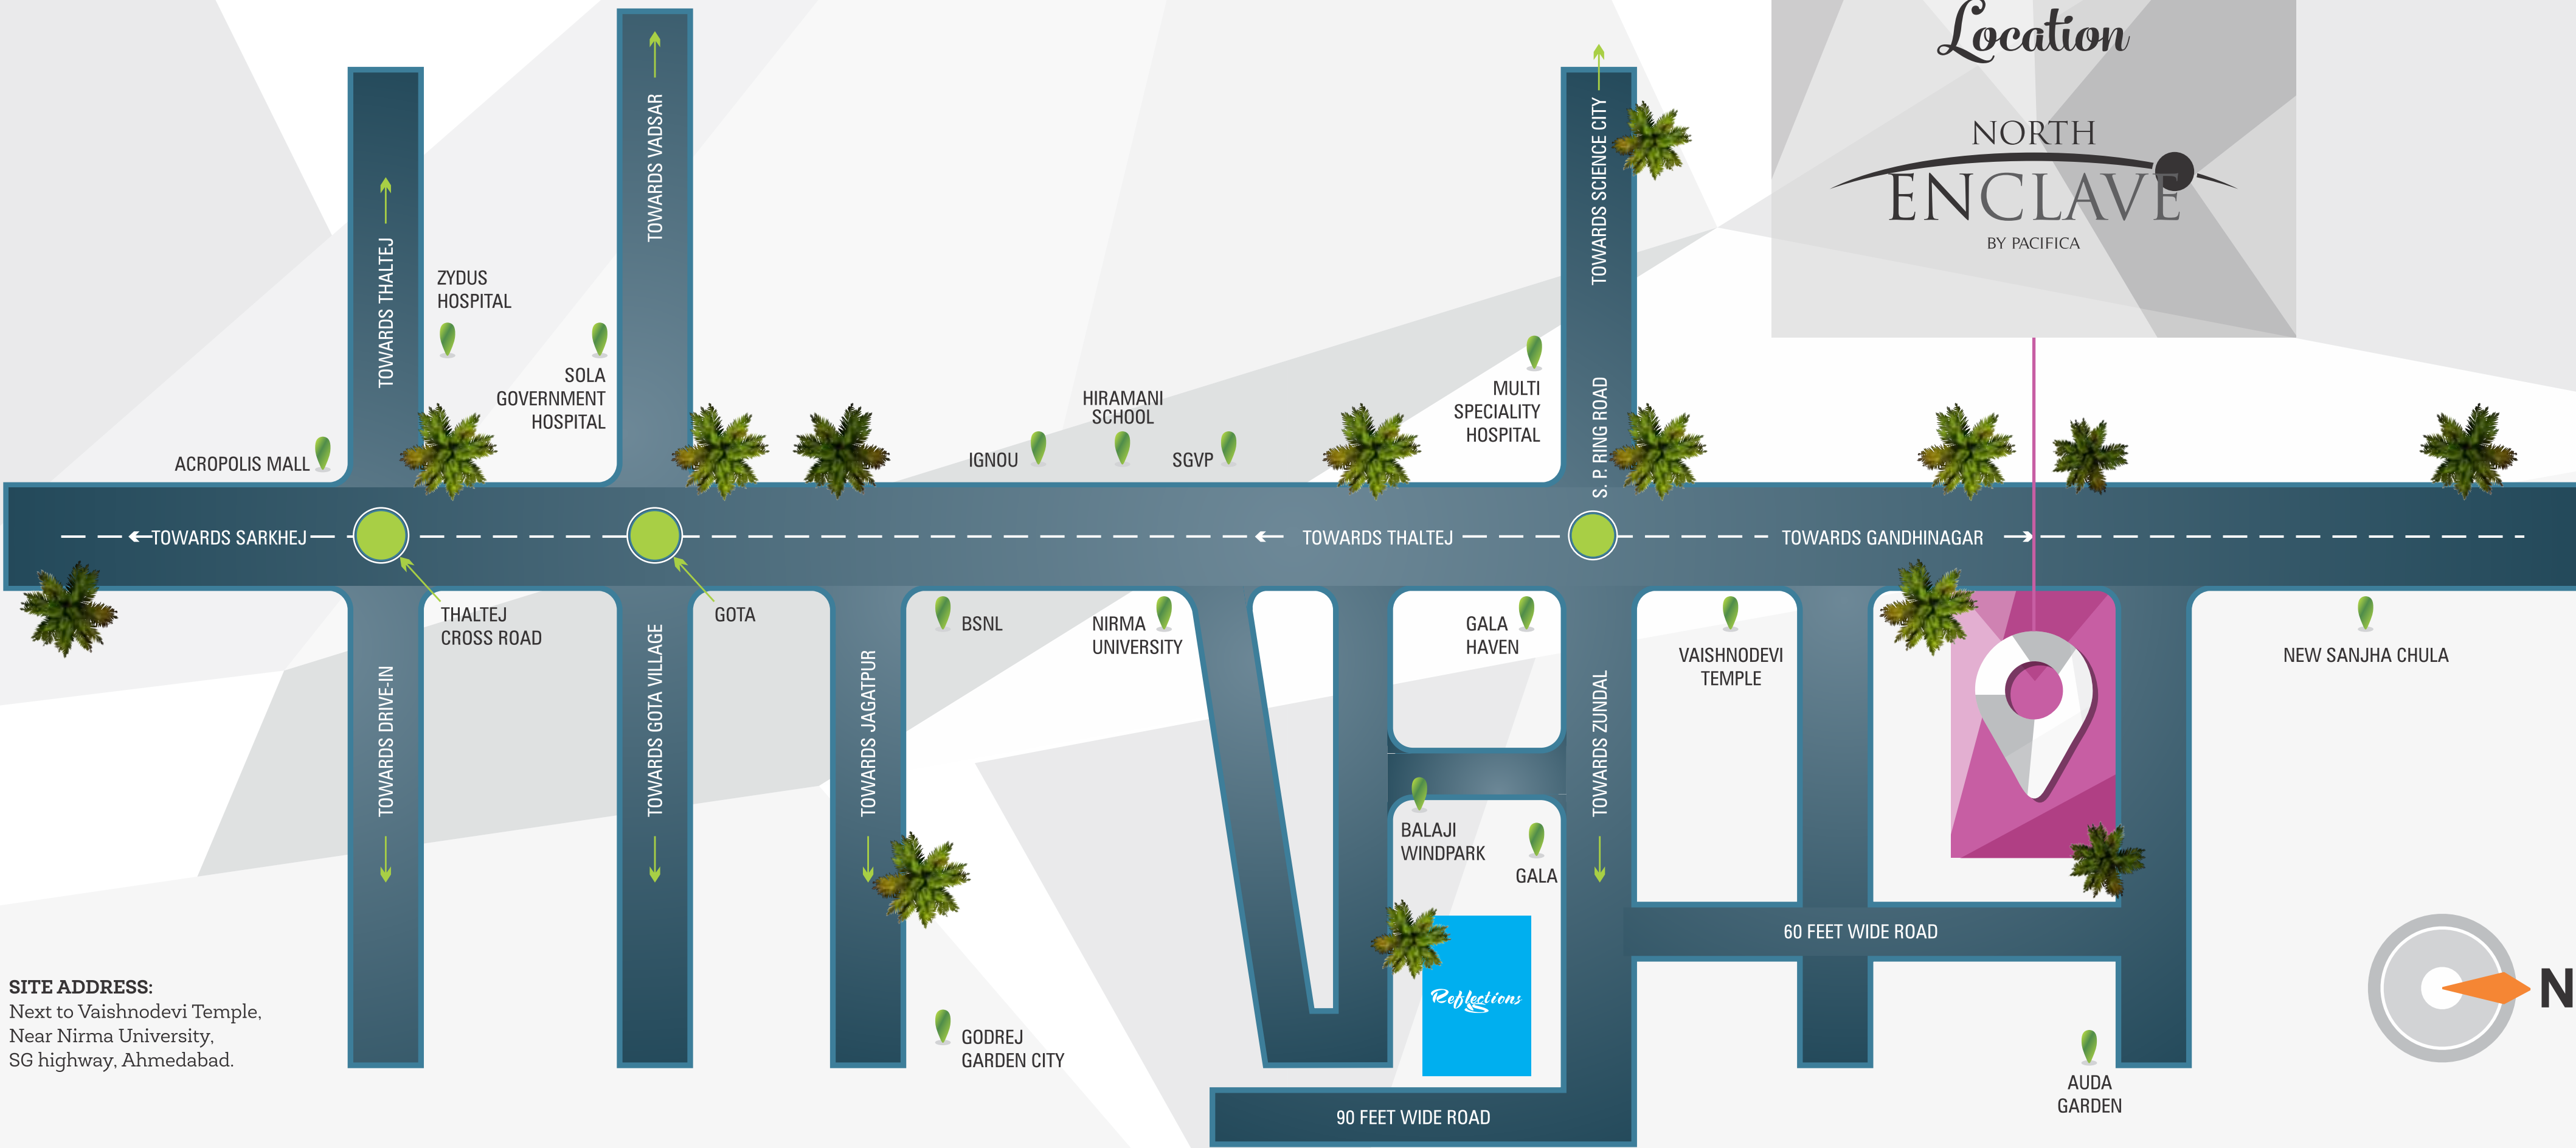 Location
NORTH
ENCLAVE
BY PACIFICA
TOWARDS THALTEJ
TOWARDS VADSAR
TOWARDS SCIENCE CITY
S. P. RING ROAD
ZYDUS
HOSPITAL
SOLA
GOVERNMENT
HOSPITAL
ACROPOLIS MALL
IGNOU
HIRAMANI
SCHOOL
SGVP
MULTI
SPECIALITY
HOSPITAL
TOWARDS SARKHEJ
TOWARDS THALTEJ
TOWARDS GANDHINAGAR
THALTEJ
CROSS ROAD
GOTA
BSNL
NIRMA
UNIVERSITY
GALA
HAVEN
VAISHNODEVI
TEMPLE
NEW SANJHA CHULA
TOWARDS DRIVE-IN
TOWARDS GOTA VILLAGE
TOWARDS JAGATPUR
TOWARDS ZUNDAL
BALAJI
WINDPARK
GALA
60 FEET WIDE ROAD
Reflections
N
SITE ADDRESS:
Next to Vaishnodevi Temple,
Near Nirma University,
SG highway, Ahmedabad.
GODREJ
GARDEN CITY
AUDA
GARDEN
90 FEET WIDE ROAD